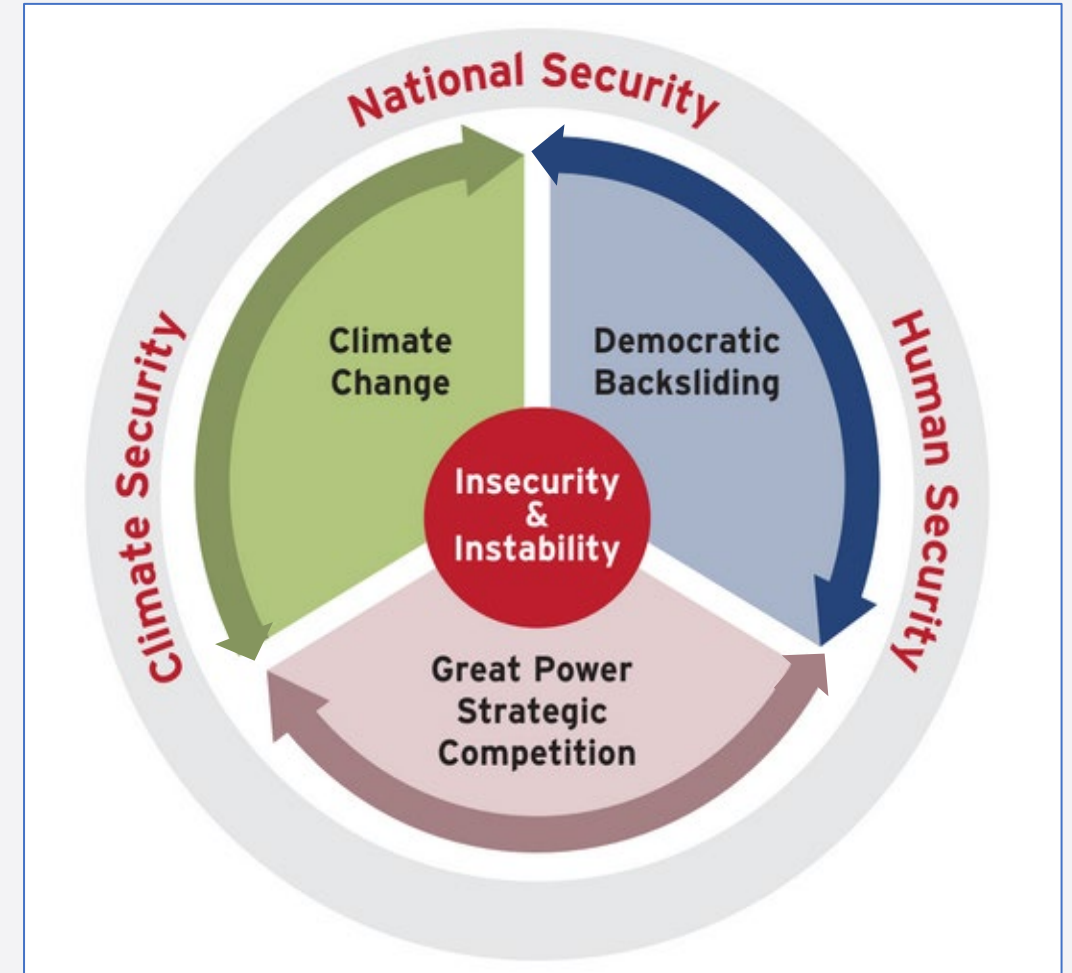 National Security
Climate Security
Human Security
Climate
Change
Democratic
Backsliding
Insecurity
&
Instability
Great Power
Strategic
Competition